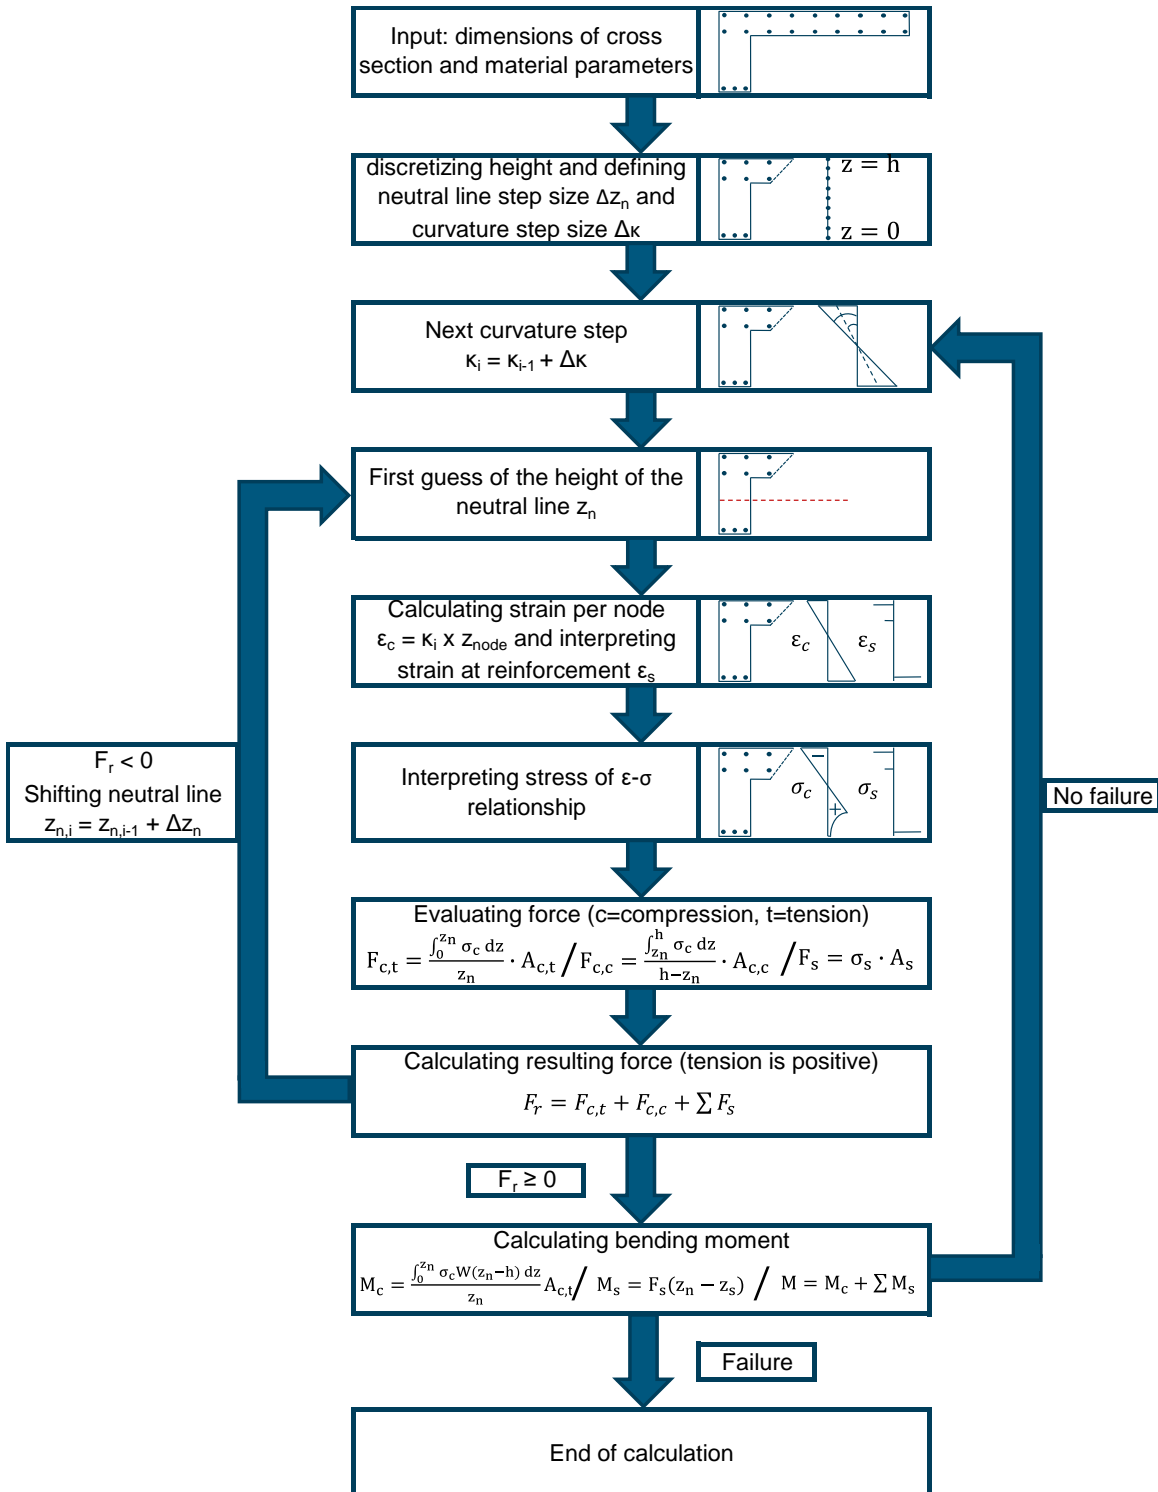 Input: dimensions of cross
section and material parameters
discretizing height and defining
neutral line step size Δzn and
curvature step size Δκ
z = h
z = 0
Next curvature step
κi = κi-1 + Δκ
First guess of the height of the
neutral line zn
Calculating strain per node
εc = κi x znode and interpreting
strain at reinforcement εs
εc εs
Fr < 0
Shifting neutral line
zn,i = zn,i-1 + Δzn
Interpreting stress of ε-σ
relationship
− + σc σs
No failure
Evaluating force (c=compression, t=tension)
Fc,t = ∫0^zn σc dz / zn · Ac,t / Fc,c = ∫zn^h σc dz / h−zn · Ac,c / Fs = σs · As
Calculating resulting force (tension is positive)
Fr = Fc,t + Fc,c + ∑ Fs
Fr ≥ 0
Calculating bending moment
Mc = ∫0^zn σc W(zn−h) dz / zn Ac,t / Ms = Fs(zn − zs) / M = Mc + ∑ Ms
Failure
End of calculation